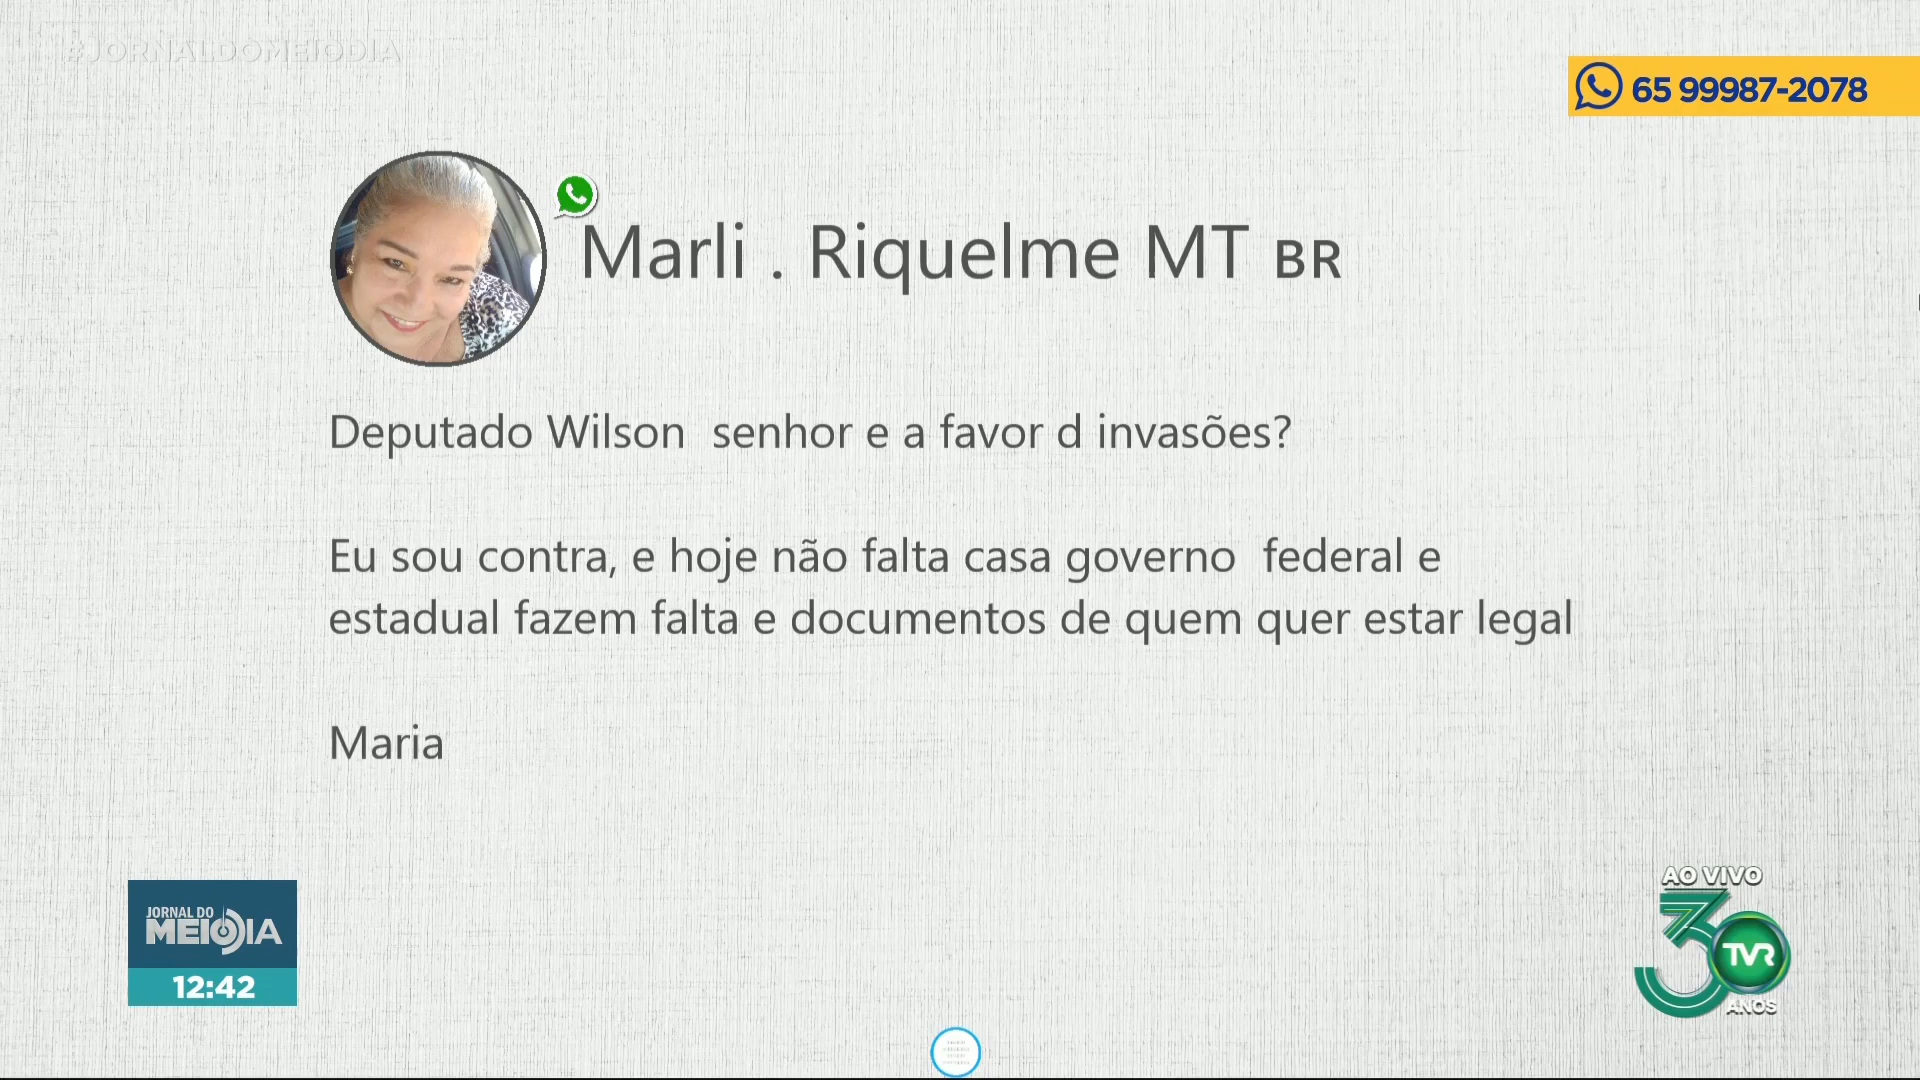 #JORNALDOMEIODIA
65 99987-2078
Marli . Riquelme MT BR
Deputado Wilson  senhor e a favor d invasões?
Eu sou contra, e hoje não falta casa governo  federal e
estadual fazem falta e documentos de quem quer estar legal
Maria
JORNAL DO
MEIODIA
12:42
AO VIVO
30
TVR
ANOS